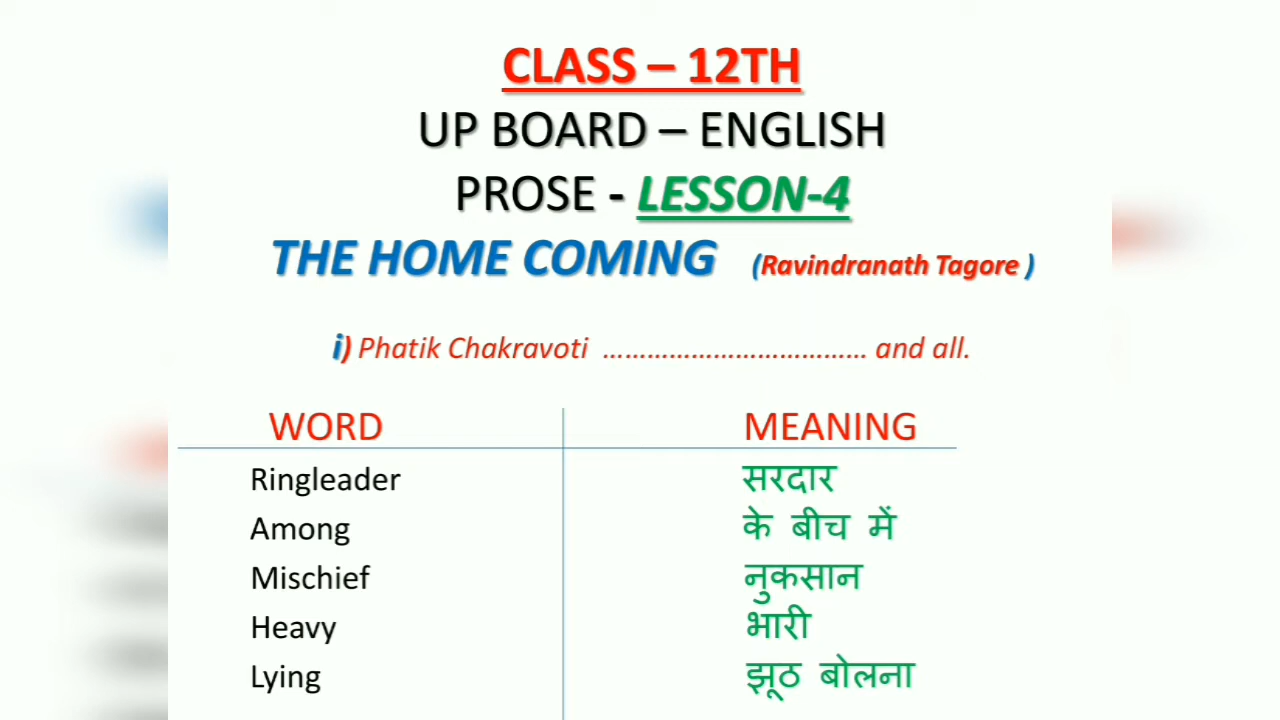 CLASS – 12TH
UP BOARD – ENGLISH
PROSE - LESSON-4
THE HOME COMING (Ravindranath Tagore )
i) Phatik Chakravoti ……………………………… and all.
WORD MEANING
Ringleader सरदार
Among के बीच में
Mischief नुकसान
Heavy भारी
Lying झूठ बोलना